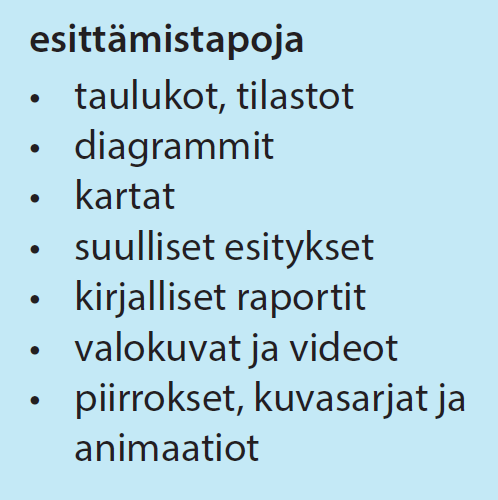 esittämistapoja
• taulukot, tilastot
• diagrammit
• kartat
• suulliset esitykset
• kirjalliset raportit
• valokuvat ja videot
• piirrokset, kuvasarjat ja
animaatiot